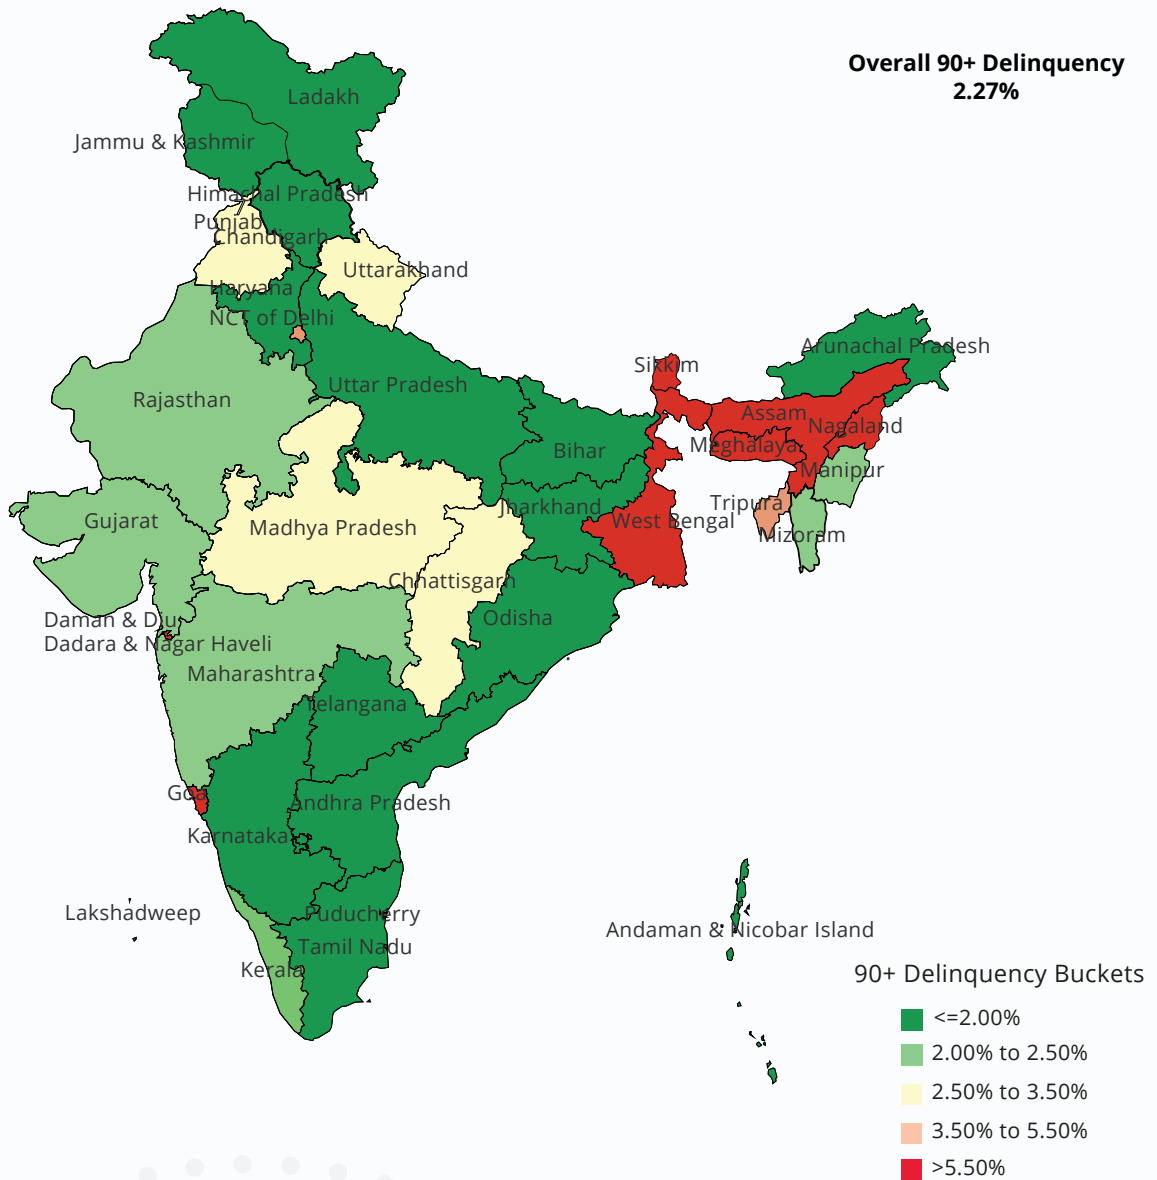 Overall 90+ Delinquency
2.27%
Ladakh
Jammu & Kashmir
Himachal Pradesh
Punjab
Chandigarh
Uttarakhand
Haryana
NCT of Delhi
Arunachal Pradesh
Sikkim
Uttar Pradesh
Rajasthan
Assam
Nagaland
Meghalaya
Bihar
Manipur
Tripura
Jharkhand
West Bengal
Gujarat
Madhya Pradesh
Mizoram
Chhattisgarh
Odisha
Daman & Diu
Dadara & Nagar Haveli
Maharashtra
Telangana
Goa
Andhra Pradesh
Karnataka
Lakshadweep
Puducherry
Andaman & Nicobar Island
Tamil Nadu
Kerala
90+ Delinquency Buckets
<=2.00%
2.00% to 2.50%
2.50% to 3.50%
3.50% to 5.50%
>5.50%